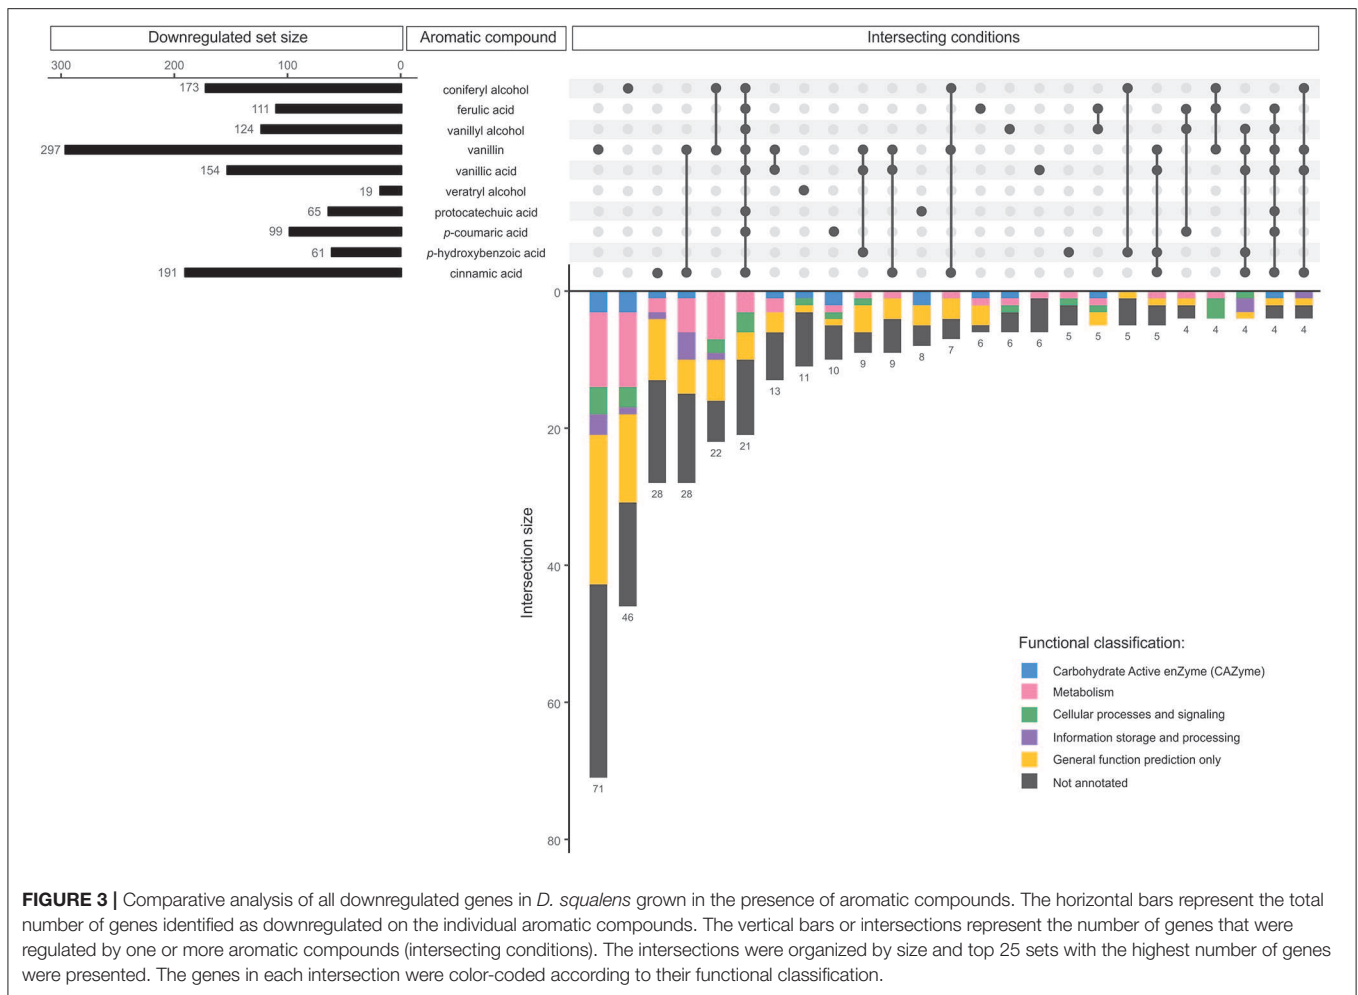 Downregulated set size
Aromatic compound
Intersecting conditions
300 200 100 0
173 coniferyl alcohol
111 ferulic acid
124 vanillyl alcohol
297 vanillin
154 vanillic acid
19 veratryl alcohol
65 protocatechuic acid
99 p-coumaric acid
61 p-hydroxybenzoic acid
191 cinnamic acid
0
20
40
60
80
Intersection size
71
46
28
28
22
21
13
11
10
9
9
8
7
6
6
6
5
5
5
5
4
4
4
4
4
Functional classification:
Carbohydrate Active enZyme (CAZyme)
Metabolism
Cellular processes and signaling
Information storage and processing
General function prediction only
Not annotated
FIGURE 3 | Comparative analysis of all downregulated genes in D. squalens grown in the presence of aromatic compounds. The horizontal bars represent the total
number of genes identified as downregulated on the individual aromatic compounds. The vertical bars or intersections represent the number of genes that were
regulated by one or more aromatic compounds (intersecting conditions). The intersections were organized by size and top 25 sets with the highest number of genes
were presented. The genes in each intersection were color-coded according to their functional classification.